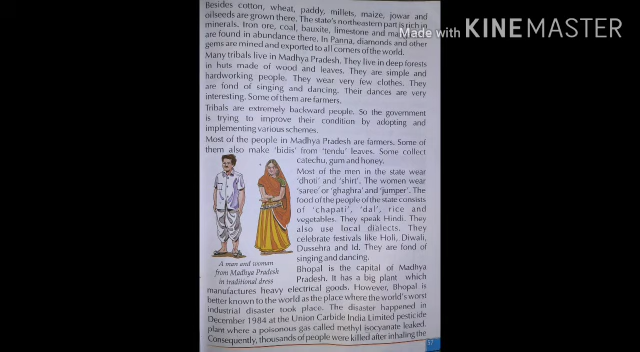 Besides cotton, wheat, paddy, millets, maize, jowar and
oilseeds are grown there. The state's northeastern part is rich in
minerals. Iron ore, coal, bauxite, limestone and
are found in abundance there. In Panna, diamonds and other
gems are mined and exported to all corners of the world.
Made with KINEMASTER
Many tribals live in Madhya Pradesh. They live in deep forests
in huts made of wood and leaves. They are simple and
hardworking people. They wear very few clothes. They
are fond of singing and dancing. Their dances are very
interesting. Some of them are farmers.
Tribals are extremely backward people. So the government
is trying to improve their condition by adopting and
implementing various schemes.
Most of the people in Madhya Pradesh are farmers. Some of
them also make 'bidis' from 'tendu' leaves. Some collect
catechu, gum and honey.
Most of the men in the state wear
'dhoti' and 'shirt'. The women wear
'saree' or 'ghaghra' and 'jumper'. The
food of the people of the state consists
of 'chapati', 'dal', rice and
vegetables. They speak Hindi. They
also use local dialects. They
celebrate festivals like Holi, Diwali,
Dussehra and Id. They are fond of
singing and dancing.
A man and woman
from Madhya Pradesh
in traditional dress
Bhopal is the capital of Madhya
Pradesh. It has a big plant which
manufactures heavy electrical goods. However, Bhopal is
better known to the world as the place where the world's worst
industrial disaster took place. The disaster happened in
December 1984 at the Union Carbide India Limited pesticide
plant where a poisonous gas called methyl isocyanate leaked.
Consequently, thousands of people were killed after inhaling the